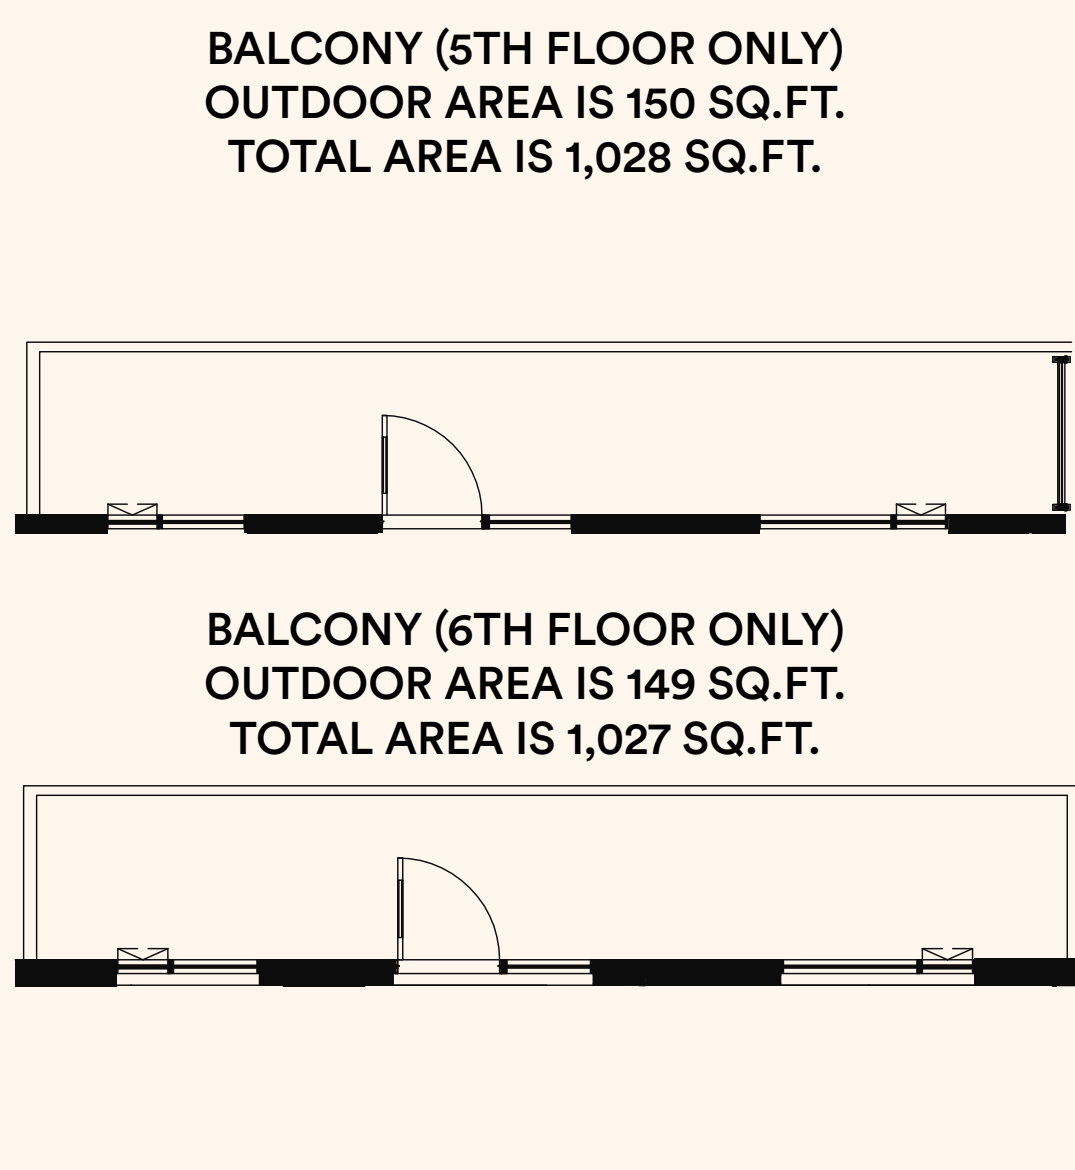 BALCONY (5TH FLOOR ONLY)
OUTDOOR AREA IS 150 SQ.FT.
TOTAL AREA IS 1,028 SQ.FT.
BALCONY (6TH FLOOR ONLY)
OUTDOOR AREA IS 149 SQ.FT.
TOTAL AREA IS 1,027 SQ.FT.